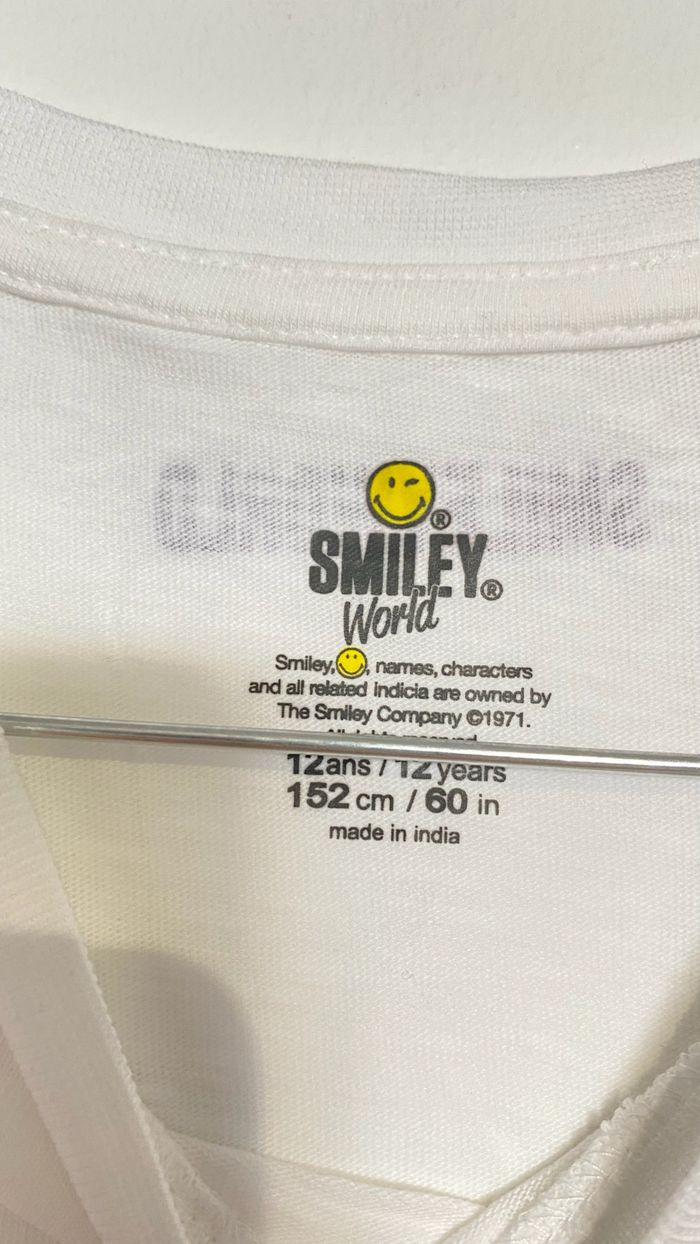 ®
SMILEY®
World
Smiley, , names, characters
and all related indicia are owned by
The Smiley Company ©1971.
12ans / 12 years
152 cm / 60 in
made in india